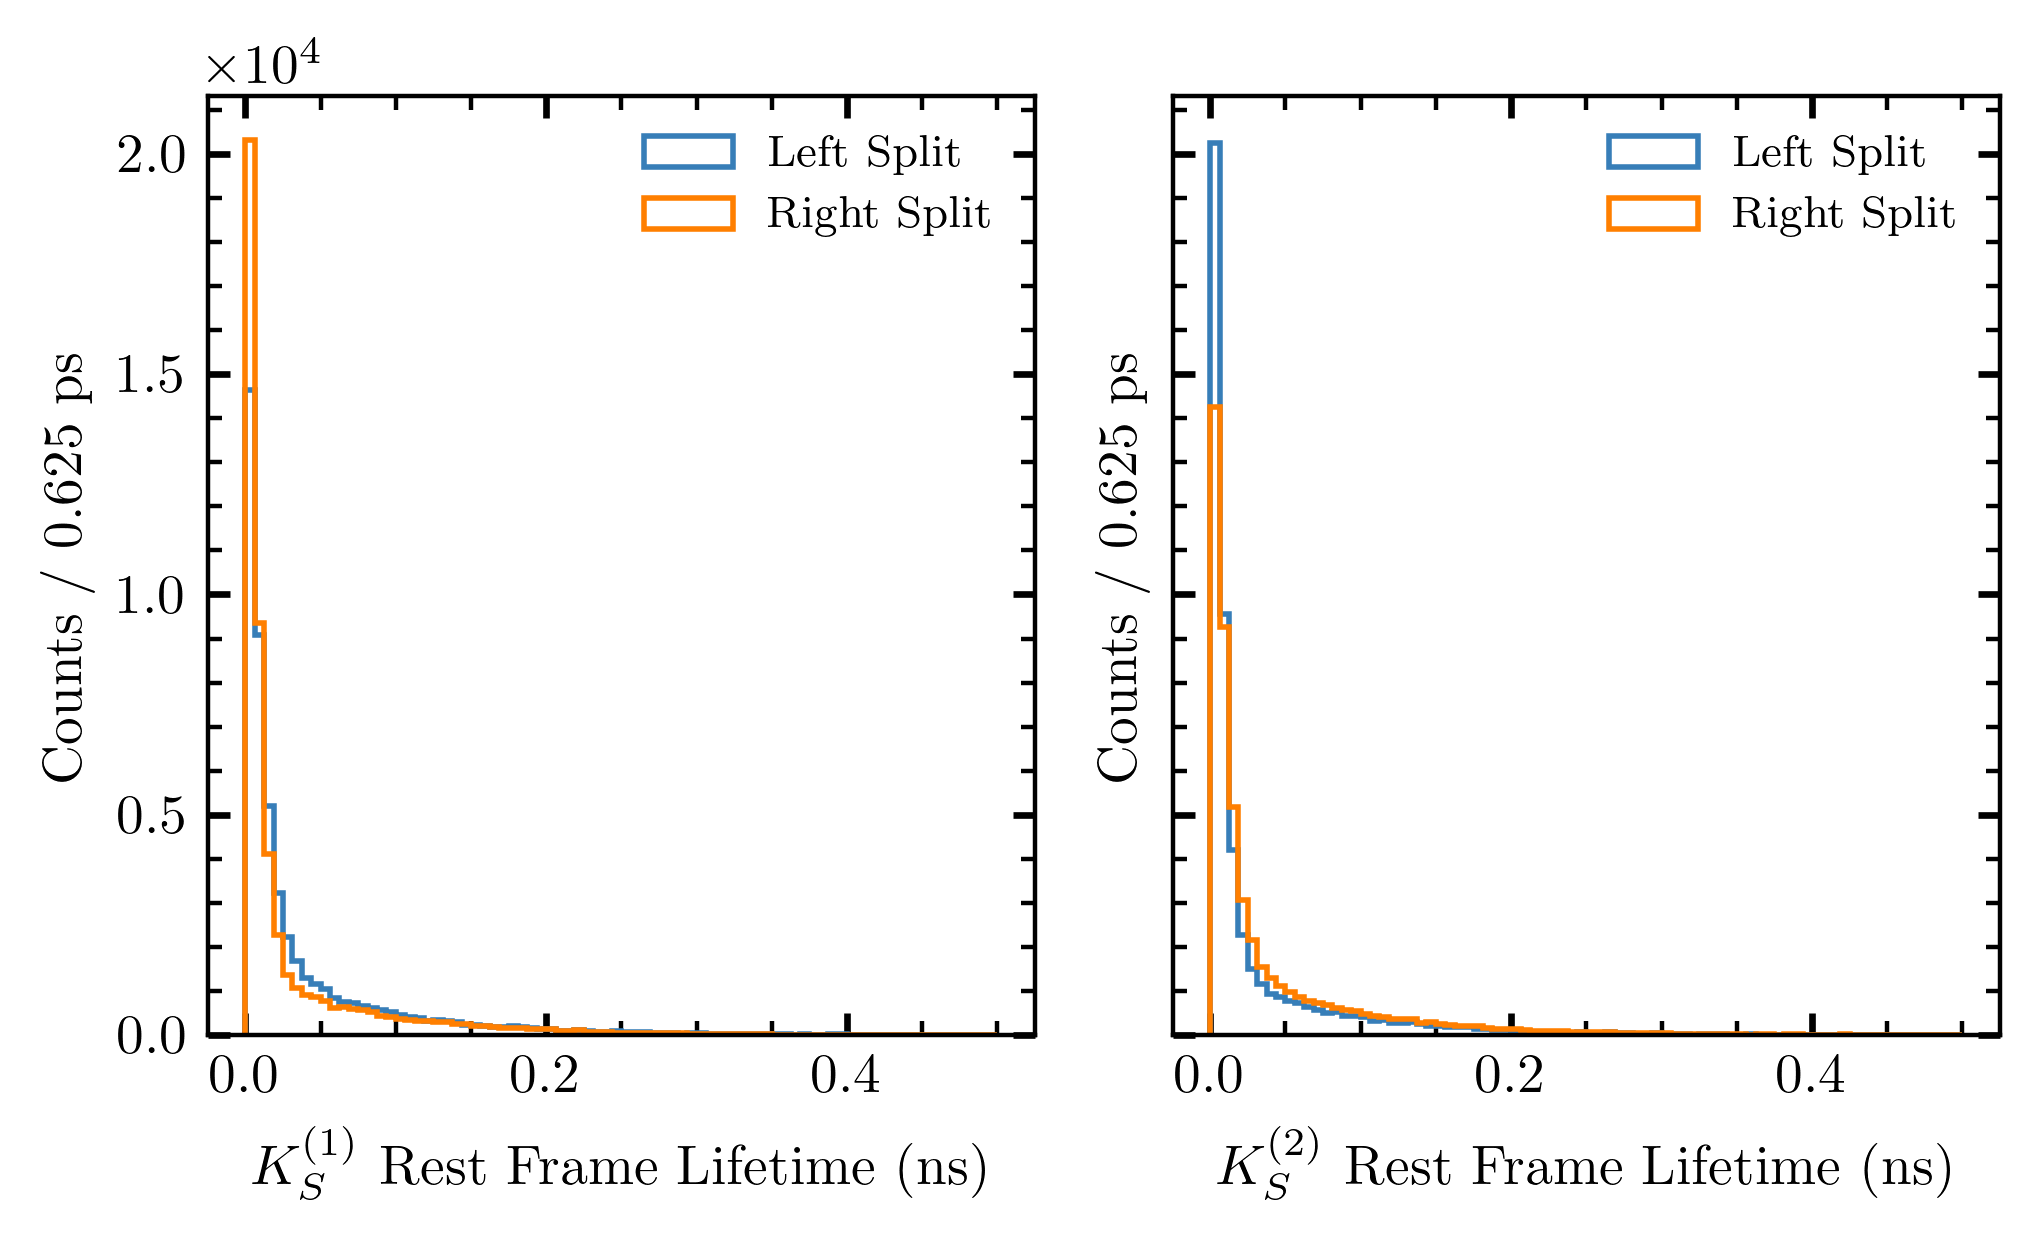 ×10⁴
2.0
1.5
1.0
0.5
0.0
Counts / 0.625 ps
Left Split
Right Split
0.0 0.2 0.4
K_S^{(1)} Rest Frame Lifetime (ns)
Counts / 0.625 ps
Left Split
Right Split
0.0 0.2 0.4
K_S^{(2)} Rest Frame Lifetime (ns)